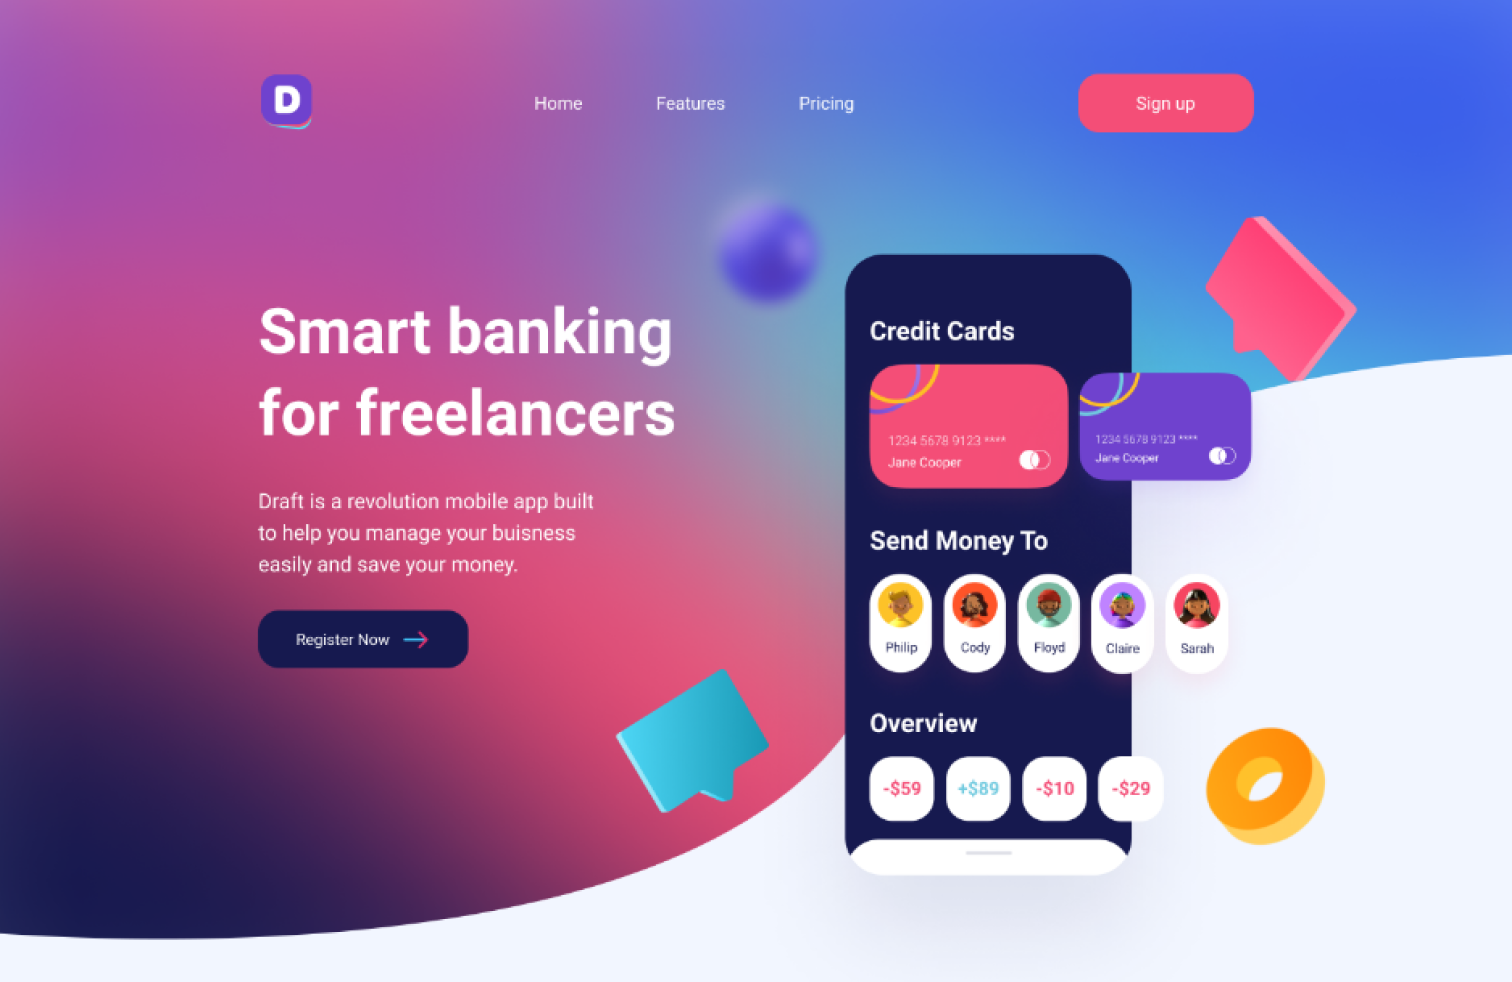 D
Home Features Pricing Sign up
Smart banking
for freelancers
Draft is a revolution mobile app built
to help you manage your buisness
easily and save your money.
Register Now
Credit Cards
1234 5678 9123 ****
Jane Cooper
1234 5678 9123 ****
Jane Cooper
Send Money To
Philip Cody Floyd Claire Sarah
Overview
-$59 +$89 -$10 -$29